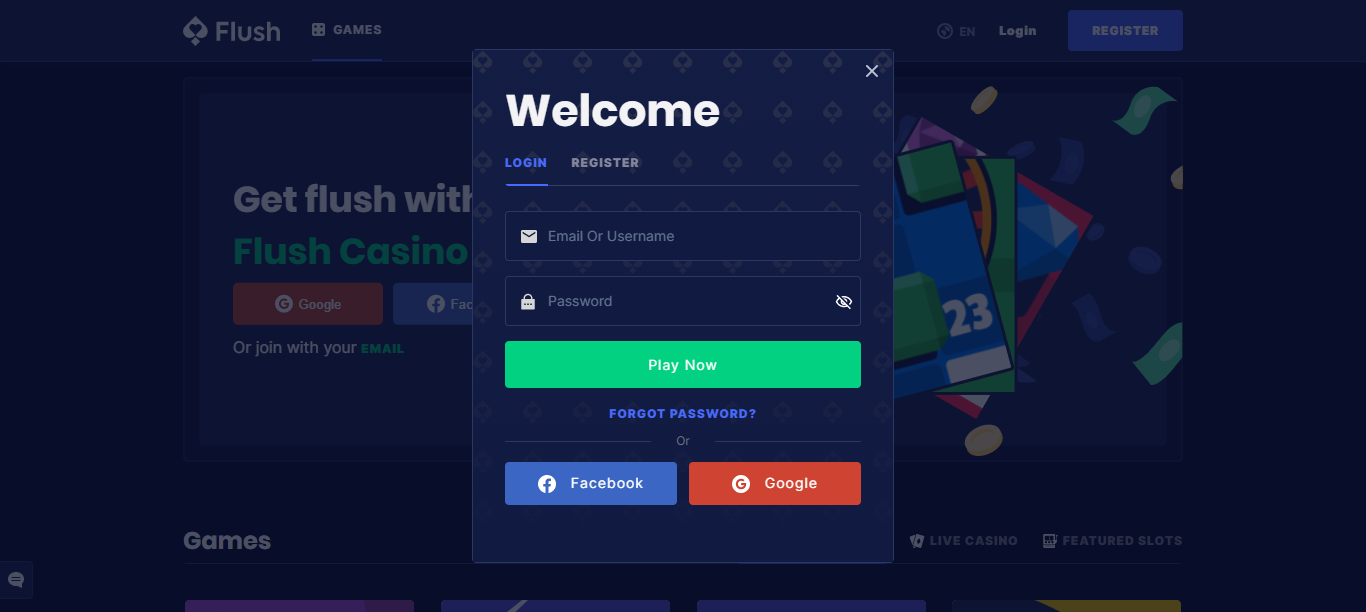 Flush
GAMES
EN
Login
REGISTER
Welcome
LOGIN
REGISTER
Email Or Username
Password
Play Now
FORGOT PASSWORD?
Or
Facebook
Google
Get flush with
Flush Casino
Google
Fac
Or join with your EMAIL
23
Games
LIVE CASINO
FEATURED SLOTS